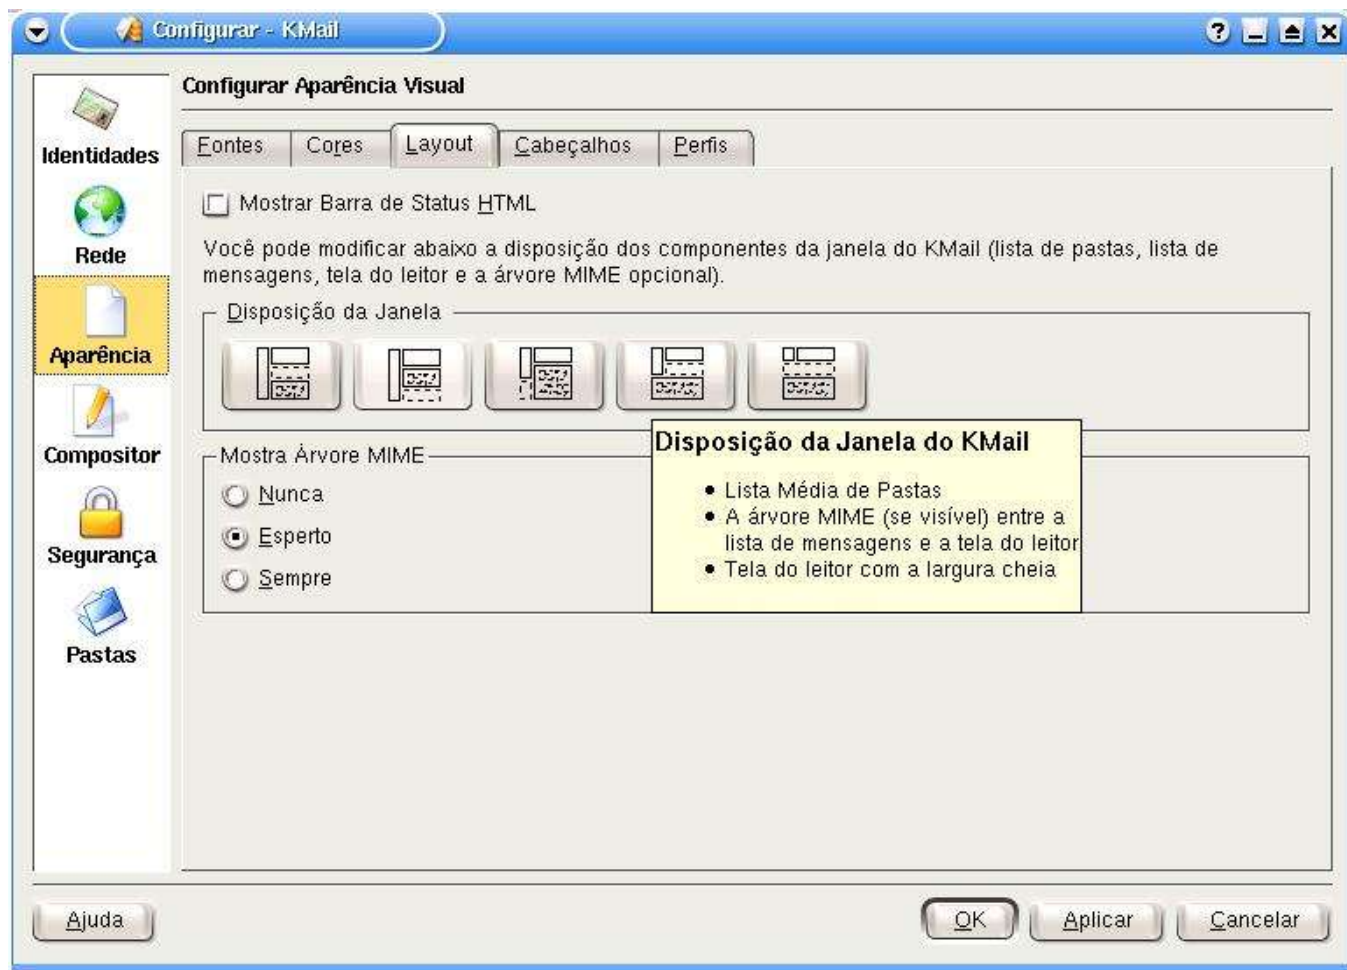 Configurar - KMail
Configurar Aparência Visual
Identidades
Rede
Aparência
Compositor
Segurança
Pastas
Fontes
Cores
Layout
Cabeçalhos
Perfis
Mostrar Barra de Status HTML
Você pode modificar abaixo a disposição dos componentes da janela do KMail (lista de pastas, lista de
mensagens, tela do leitor e a árvore MIME opcional).
Disposição da Janela
Disposição da Janela do KMail
• Lista Média de Pastas
• A árvore MIME (se visível) entre a
lista de mensagens e a tela do leitor
• Tela do leitor com a largura cheia
Mostra Árvore MIME
Nunca
Esperto
Sempre
Ajuda
OK
Aplicar
Cancelar